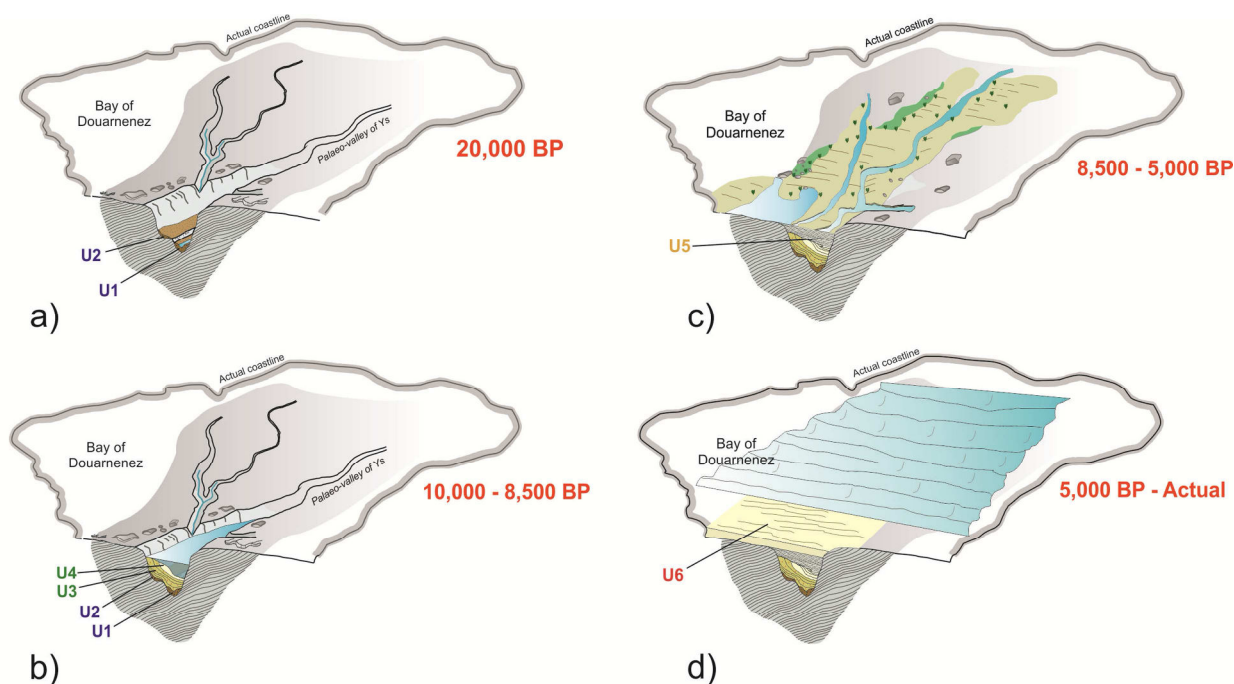 Actual coastline
Bay of
Douarnenez
Palaeo-valley of Ys
20,000 BP
U2
U1
a)
Actual coastline
Bay of
Douarnenez
8,500 - 5,000 BP
U5
c)
Actual coastline
Bay of
Douarnenez
Palaeo-valley of Ys
10,000 - 8,500 BP
U4
U3
U2
U1
b)
Actual coastline
Bay of
Douarnenez
5,000 BP - Actual
U6
d)